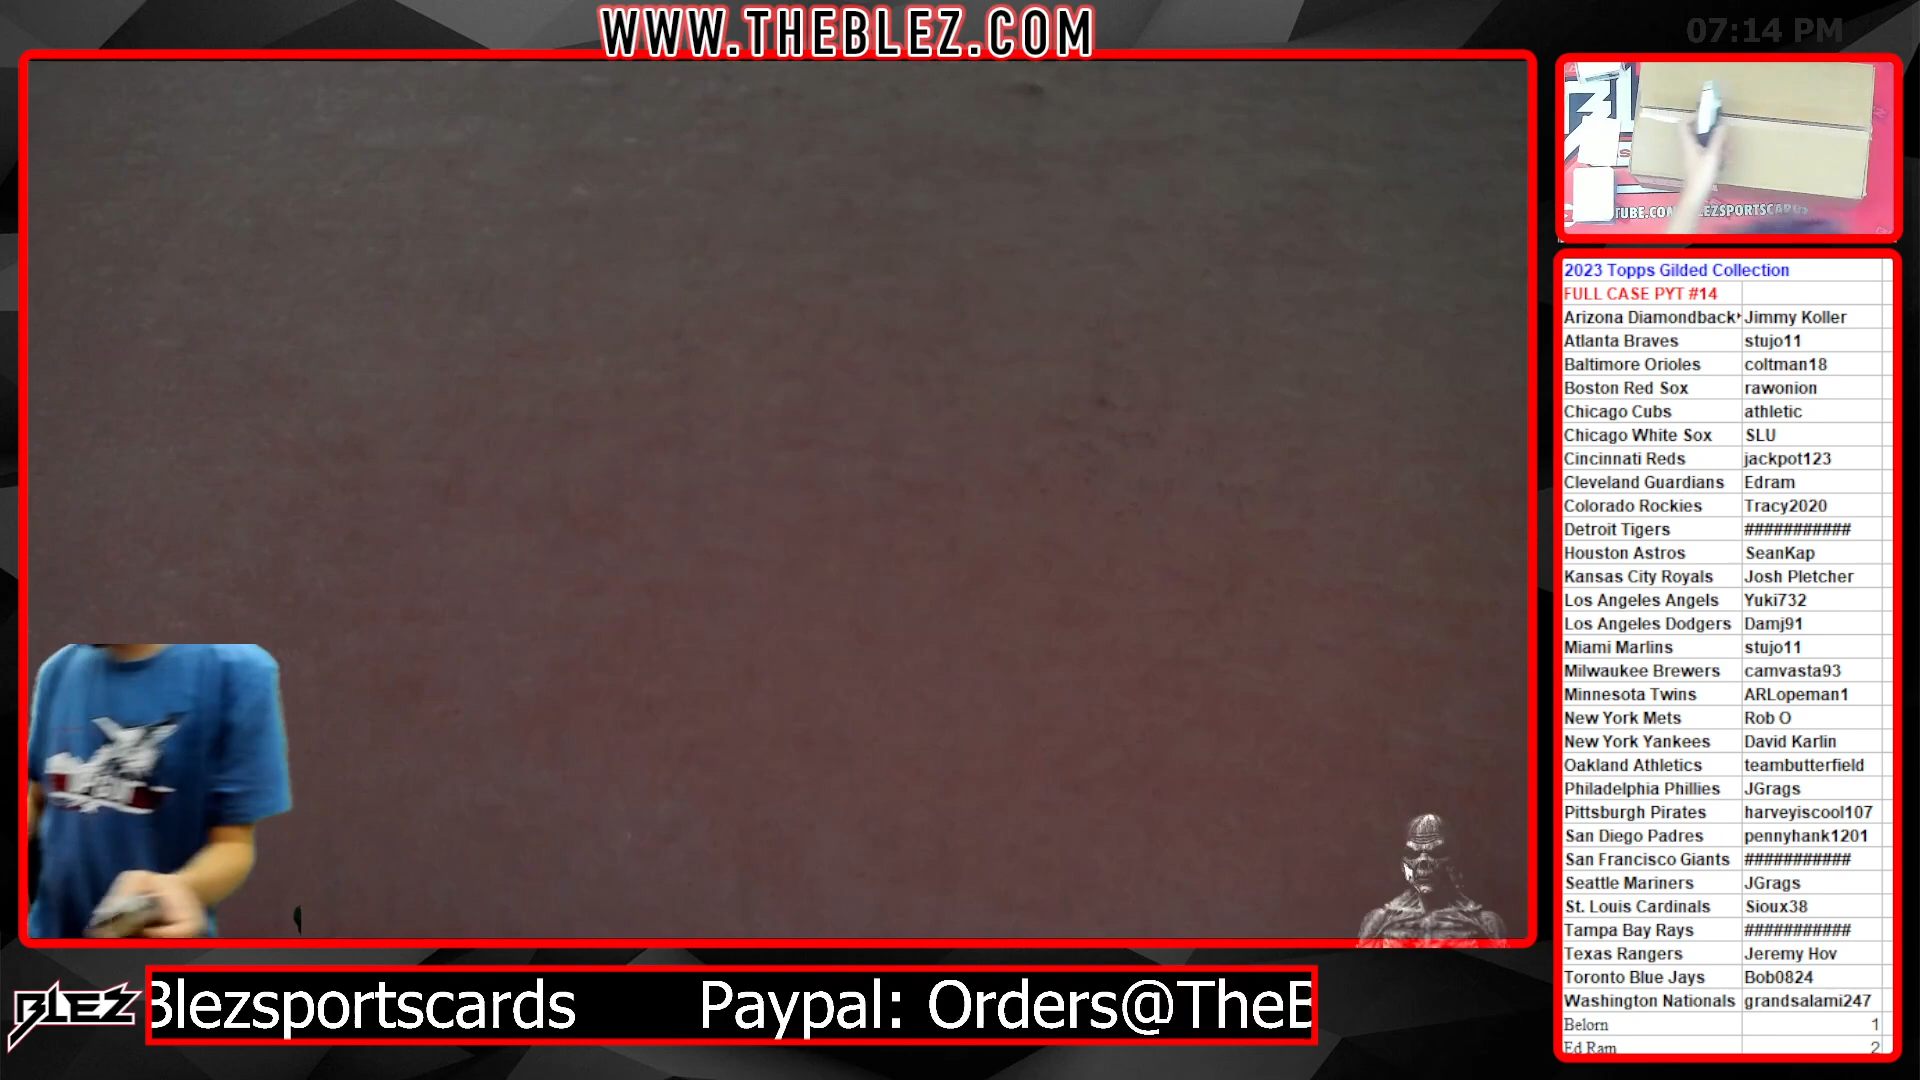 WWW.THEBLEZ.COM
07:14 PM
2023 Topps Gilded Collection
FULL CASE PYT #14
Arizona Diamondback Jimmy Koller
Atlanta Braves stujo11
Baltimore Orioles coltman18
Boston Red Sox rawonion
Chicago Cubs athletic
Chicago White Sox SLU
Cincinnati Reds jackpot123
Cleveland Guardians Edram
Colorado Rockies Tracy2020
Detroit Tigers ###########
Houston Astros SeanKap
Kansas City Royals Josh Pletcher
Los Angeles Angels Yuki732
Los Angeles Dodgers Damj91
Miami Marlins stujo11
Milwaukee Brewers camvasta93
Minnesota Twins ARLopeman1
New York Mets Rob O
New York Yankees David Karlin
Oakland Athletics teambutterfield
Philadelphia Phillies JGrags
Pittsburgh Pirates harveyiscool107
San Diego Padres pennyhank1201
San Francisco Giants ###########
Seattle Mariners JGrags
St. Louis Cardinals Sioux38
Tampa Bay Rays ###########
Texas Rangers Jeremy Hov
Toronto Blue Jays Bob0824
Washington Nationals grandsalami247
Belorn 1
Ed Ram 2
BLEZ
Blezsportscards Paypal: Orders@TheB